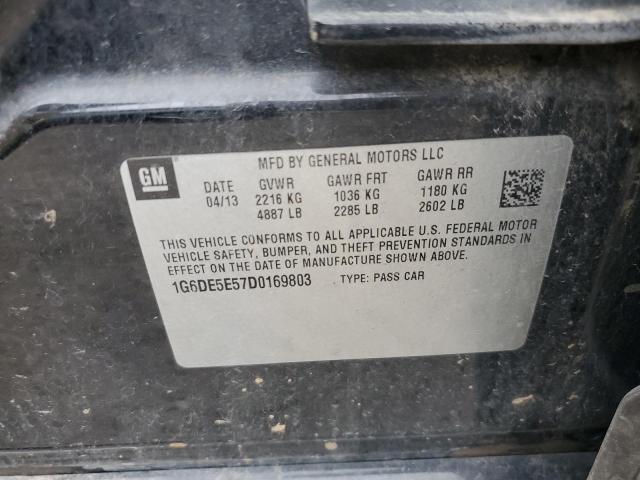 GM
MFD BY GENERAL MOTORS LLC
DATE GVWR GAWR FRT GAWR RR
04/13 2216 KG 1036 KG 1180 KG
4887 LB 2285 LB 2602 LB
THIS VEHICLE CONFORMS TO ALL APPLICABLE U.S. FEDERAL MOTOR
VEHICLE SAFETY, BUMPER, AND THEFT PREVENTION STANDARDS IN
EFFECT ON THE DATE OF MANUFACTURE SHOWN ABOVE.
1G6DE5E57D0169803 TYPE: PASS CAR